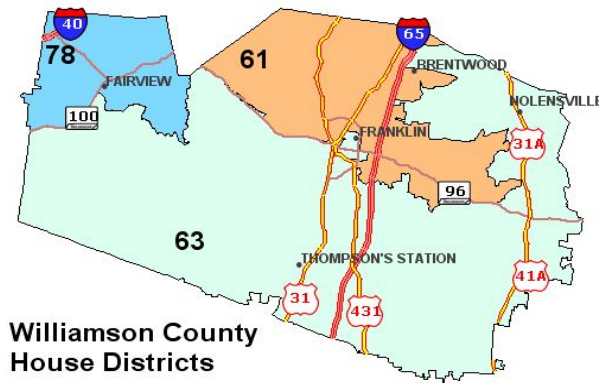 40
78
FAIRVIEW
100
61
65
BRENTWOOD
NOLENSVILLE
FRANKLIN
31A
96
63
THOMPSON'S STATION
41A
31
431
Williamson County
House Districts